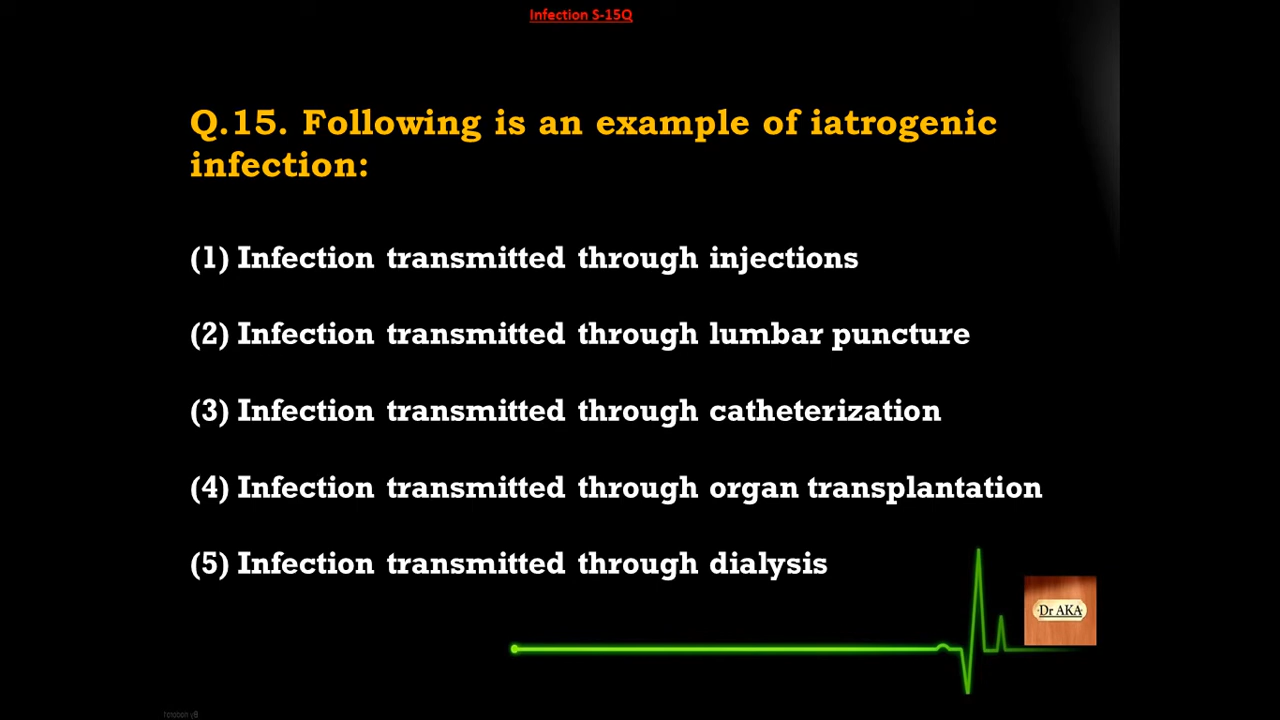 Infection S-15Q
Q.15. Following is an example of iatrogenic
infection:
(1) Infection transmitted through injections
(2) Infection transmitted through lumbar puncture
(3) Infection transmitted through catheterization
(4) Infection transmitted through organ transplantation
(5) Infection transmitted through dialysis
Dr AKA